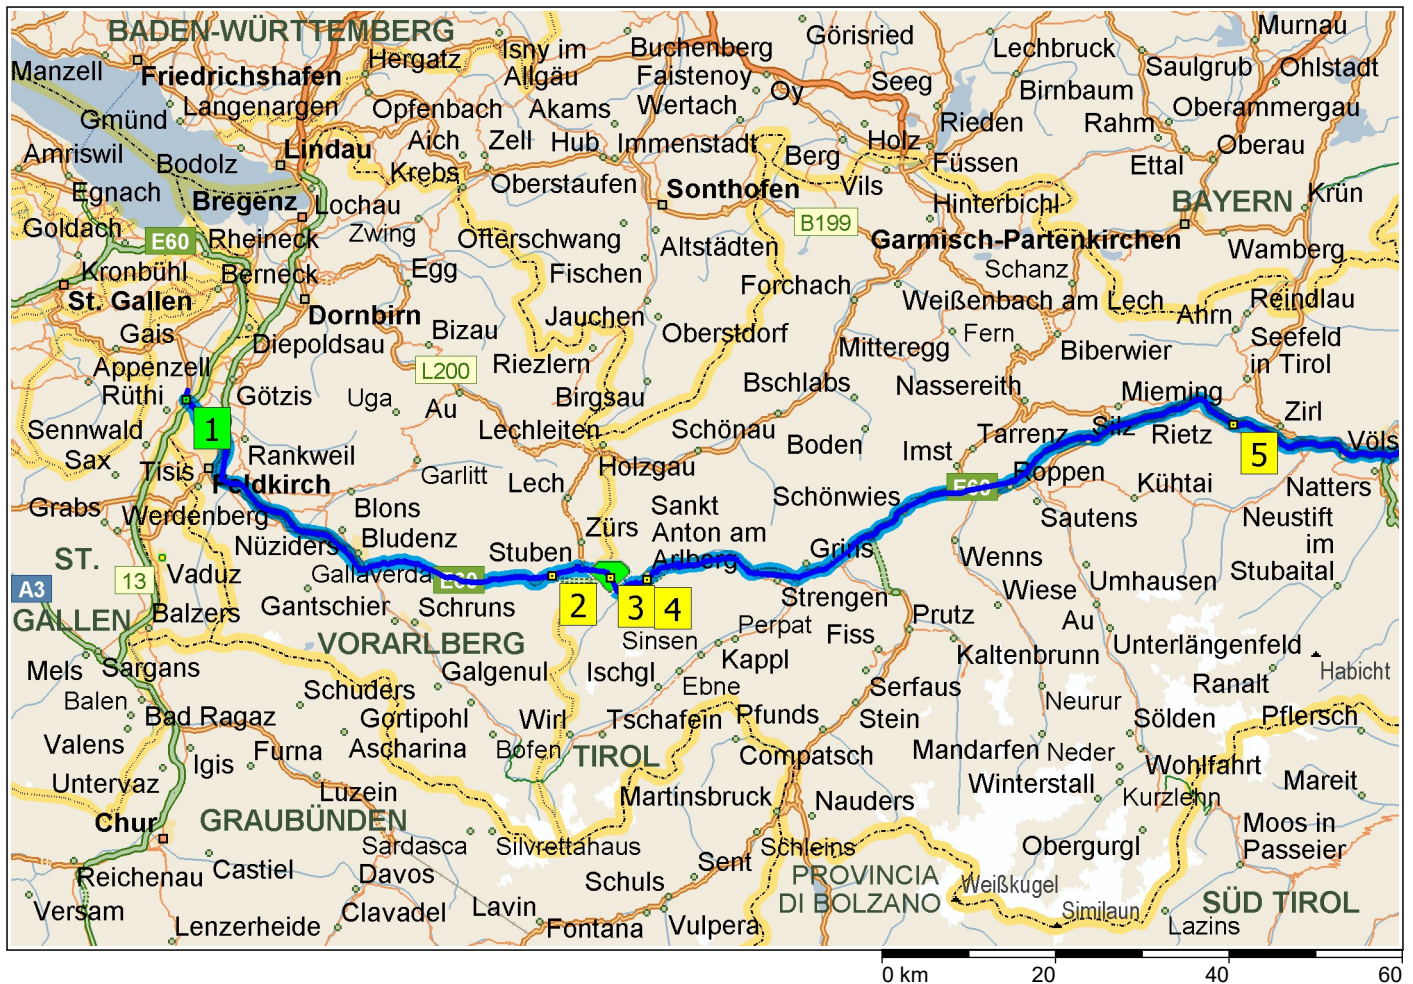 BADEN-WÜRTTEMBERG
Murnau
Görisried
Isny im
Allgäu
Buchenberg
Lechbruck
Hergatz
Manzell
Friedrichshafen
Faistenoy
Seeg
Saulgrub
Ohlstadt
Langenargen
Opfenbach
Akams
Wertach
Oy
Birnbaum
Oberammergau
Gmünd
Rieden
Rahm
Aich
Zell
Hub
Immenstadt
Holz
Oberau
Amriswil
Bodolz
Lindau
Krebs
Berg
Füssen
Ettal
Egnach
Oberstaufen
Sonthofen
Vils
Krün
Bregenz
Lochau
Hinterbichl
BAYERN
Goldach
E60
Rheineck
Zwing
Ofterschwang
Altstädten
B199
Garmisch-Partenkirchen
Wamberg
Kronbühl
Berneck
Egg
Fischen
Forchach
Schanz
St. Gallen
Dornbirn
Weißenbach am Lech
Reindlau
Gais
Bizau
Jauchen
Oberstdorf
Ahrn
Diepoldsau
Fern
Seefeld
in Tirol
Appenzell
L200
Riezlern
Mitteregg
Biberwier
Rüthi
Götzis
Uga
Au
Birgsau
Bschlabs
Nassereith
Mieming
Sennwald
1
Lechleiten
Schönau
Boden
Imst
Tarrenz
Silz
Rietz
Zirl
5
Völs
Sax
Tisis
Rankweil
Garlitt
Holzgau
Feldkirch
Lech
Schönwies
E60
Roppen
Kühtai
Natters
Grabs
Werdenberg
Blons
Zürs
Sankt
Anton am
Arlberg
Sautens
Neustift
im
Stubaital
Nüziders
Bludenz
Stuben
Grins
Wenns
ST.
GALLEN
A3
13
Vaduz
Gallaverda
E60
2
3
4
Strengen
Wiese
Umhausen
Balzers
Gantschier
Schruns
Sinsen
Perpat
Prutz
Au
VORARLBERG
Fiss
Kaltenbrunn
Unterlängenfeld
Mels
Sargans
Galgenul
Ischgl
Kappl
Habicht
Balen
Schuders
Ebne
Serfaus
Neurur
Ranalt
Bad Ragaz
Gortipohl
Wirl
Tschafein
Pfunds
Stein
Sölden
Pflersch
Valens
Igis
Furna
Ascharina
Bofen
TIROL
Compatsch
Mandarfen
Neder
Wohlfahrt
Untervaz
Luzein
Martinsbruck
Nauders
Winterstall
Kurzlehn
Mareit
Chur
GRAUBÜNDEN
Sardasca
Silvrettahaus
Schleins
Obergurgl
Moos in
Passeier
Reichenau
Castiel
Davos
Schuls
Sent
PROVINCIA
DI BOLZANO
Weißkugel
Similaun
SÜD TIROL
Versam
Lenzerheide
Clavadel
Lavin
Fontana
Vulpera
Lazins
0 km
20
40
60